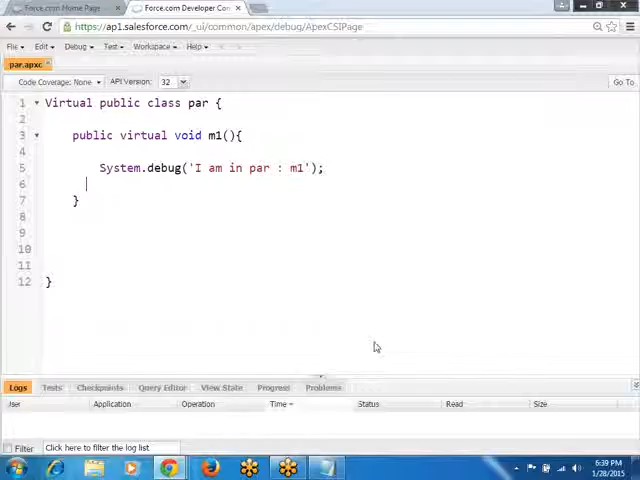 Force.com Home Page
Force.com Developer Con
https://ap1.salesforce.com/_ui/common/apex/debug/ApexCSIPage
File Edit Debug Test Workspace Help
par.apxc
Code Coverage: None API Version: 32 Go To
1 Virtual public class par {
2
3 public virtual void m1(){
4
5 System.debug('I am in par : m1');
6
7 }
8
9
10
11
12 }
Logs Tests Checkpoints Query Editor View State Progress Problems
User Application Operation Time Status Read Size
Filter Click here to filter the log list
6:39 PM
1/28/2015